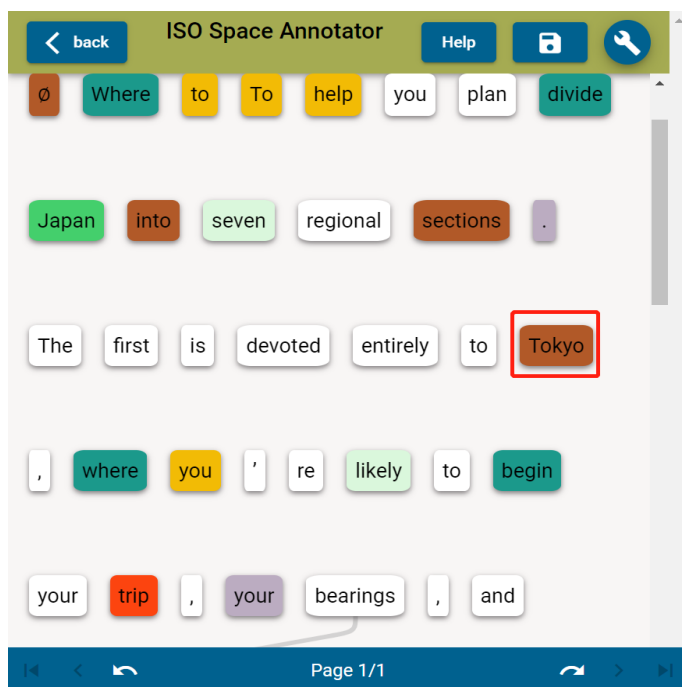 back
ISO Space Annotator
Help
Ø Where to To help you plan divide
Japan into seven regional sections .
The first is devoted entirely to Tokyo
, where you ’ re likely to begin
your trip , your bearings , and
Page 1/1